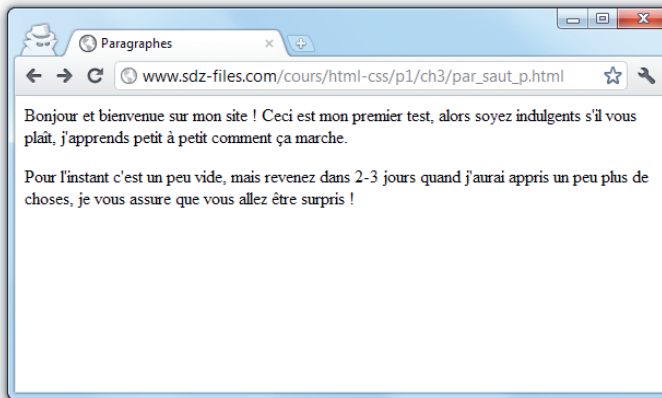 Paragraphes
www.sdz-files.com/cours/html-css/p1/ch3/par_saut_p.html
Bonjour et bienvenue sur mon site ! Ceci est mon premier test, alors soyez indulgents s'il vous
plaît, j'apprends petit à petit comment ça marche.
Pour l'instant c'est un peu vide, mais revenez dans 2-3 jours quand j'aurai appris un peu plus de
choses, je vous assure que vous allez être surpris !